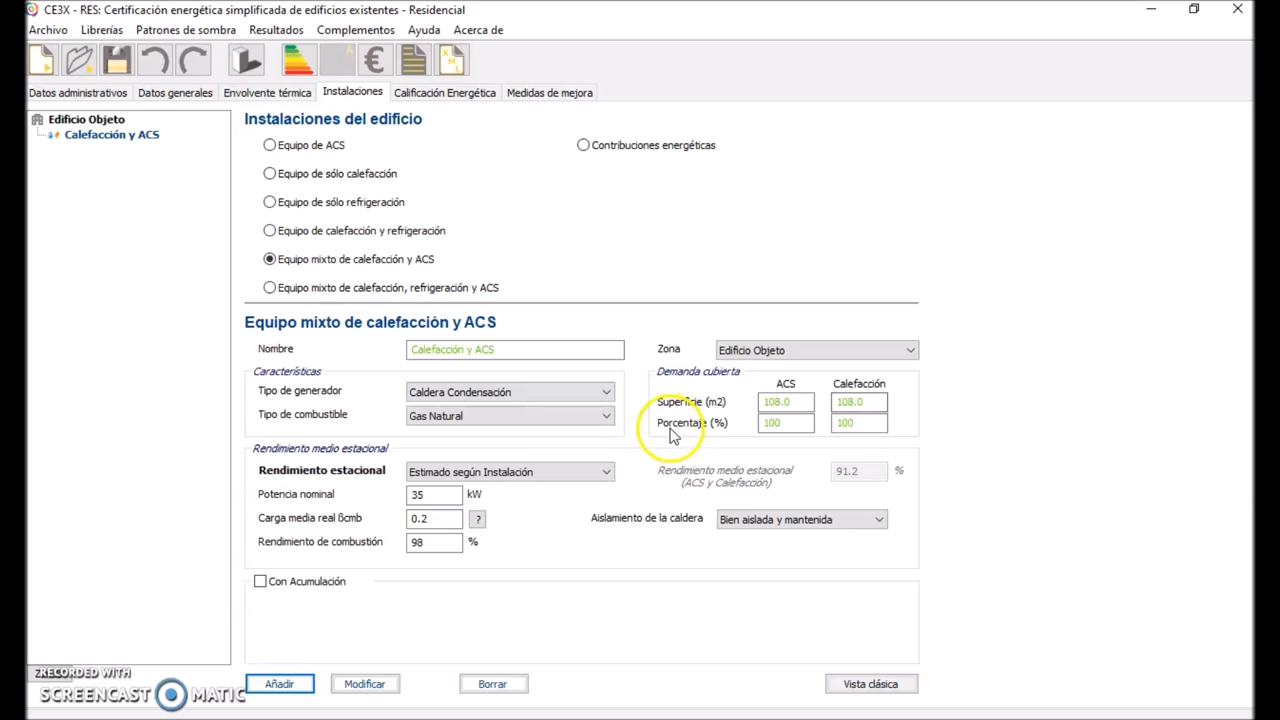 CE3X - RES: Certificación energética simplificada de edificios existentes - Residencial
Archivo Librerías Patrones de sombra Resultados Complementos Ayuda Acerca de
Datos administrativos Datos generales Envolvente térmica Instalaciones Calificación Energética Medidas de mejora
Edificio Objeto
Calefacción y ACS
Instalaciones del edificio
Equipo de ACS
Contribuciones energéticas
Equipo de sólo calefacción
Equipo de sólo refrigeración
Equipo de calefacción y refrigeración
Equipo mixto de calefacción y ACS
Equipo mixto de calefacción, refrigeración y ACS
Equipo mixto de calefacción y ACS
Nombre Calefacción y ACS Zona Edificio Objeto
Características Demanda cubierta
ACS Calefacción
Tipo de generador Caldera Condensación
Superficie (m2) 108.0 108.0
Tipo de combustible Gas Natural
Porcentaje (%) 100 100
Rendimiento medio estacional
Rendimiento estacional Estimado según Instalación
Rendimiento medio estacional 91.2 %
(ACS y Calefacción)
Potencia nominal 35 kW
Carga media real ßcmb 0.2 ? Aislamiento de la caldera Bien aislada y mantenida
Rendimiento de combustión 98 %
Con Acumulación
RECORDED WITH
SCREENCAST MATIC
Añadir Modificar Borrar Vista clásica